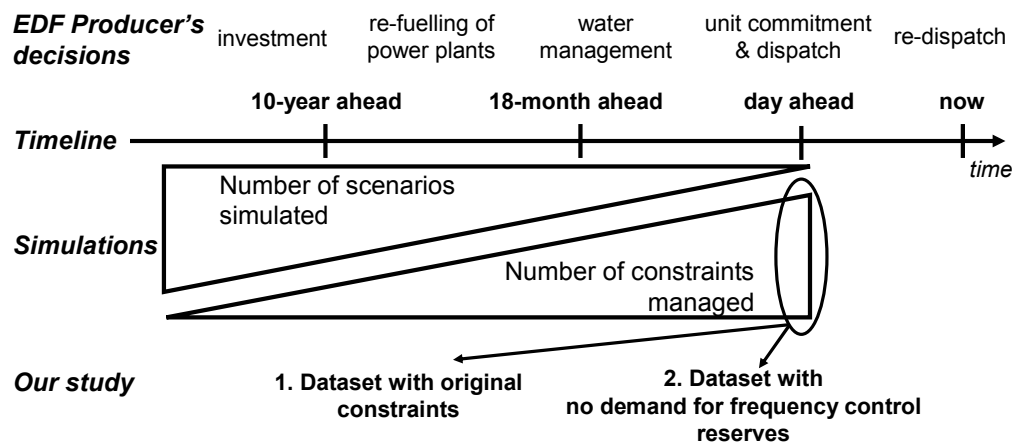 EDF Producer's
decisions
investment
re-fuelling of
power plants
water
management
unit commitment
& dispatch
re-dispatch
10-year ahead
18-month ahead
day ahead
now
Timeline
time
Number of scenarios
simulated
Simulations
Number of constraints
managed
Our study
1. Dataset with original
constraints
2. Dataset with
no demand for frequency control
reserves